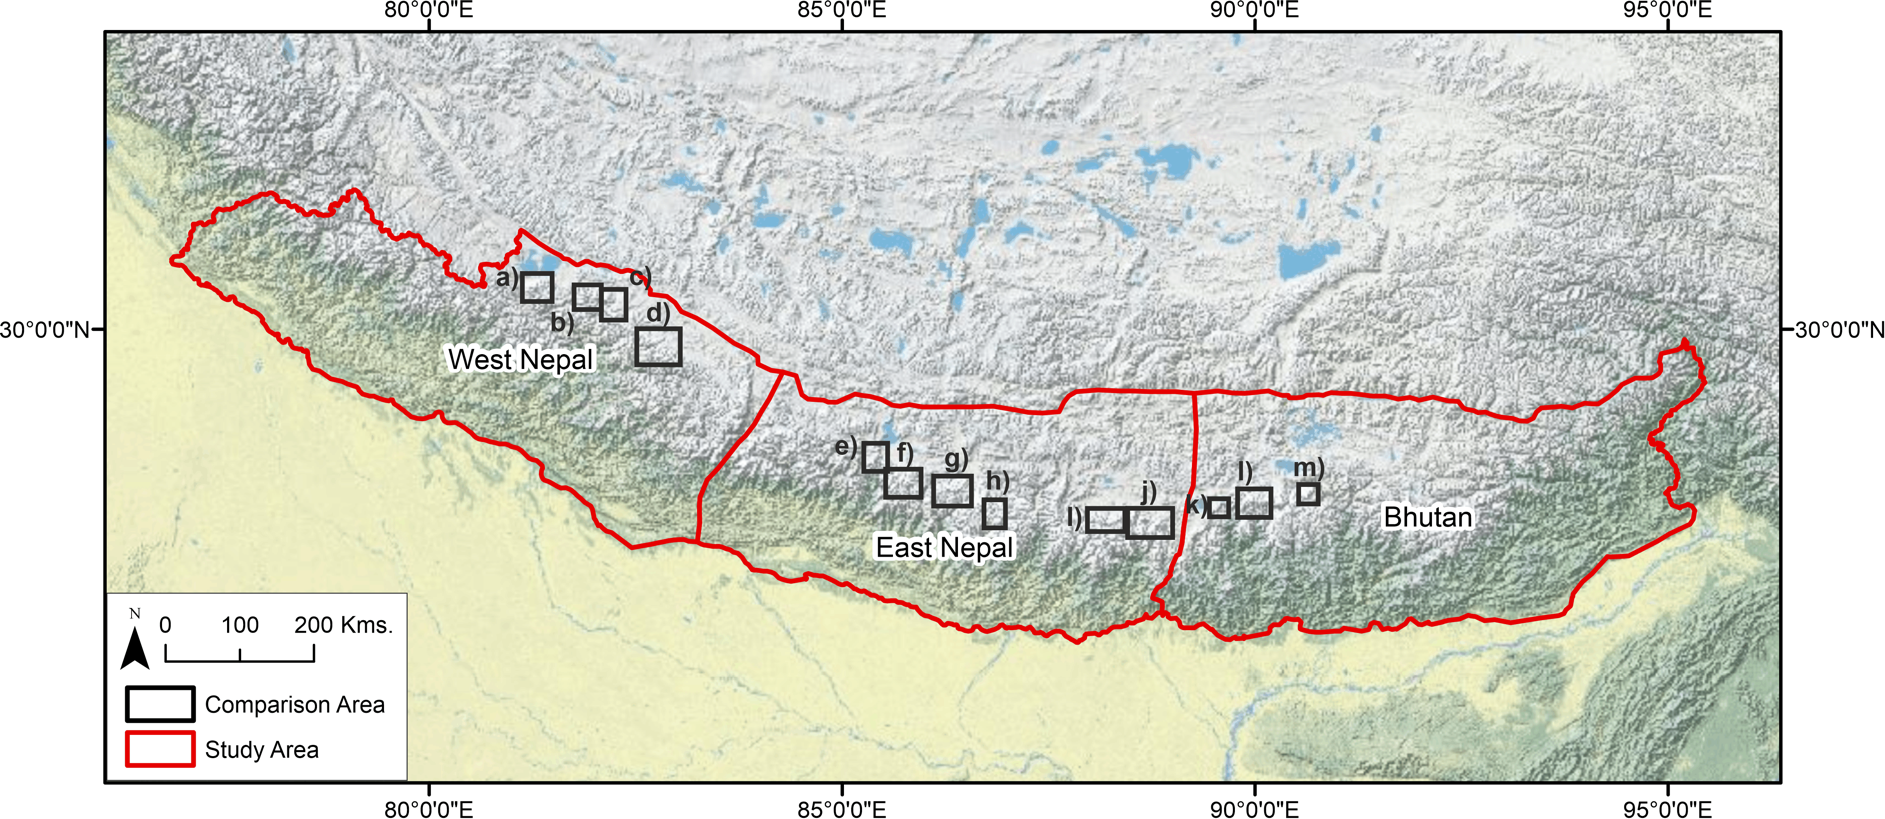 80°0'0"E 85°0'0"E 90°0'0"E 95°0'0"E
a) c)
b) d)
30°0'0"N 30°0'0"N
West Nepal
e) f) g) h)
l) j) k) l) m)
Bhutan
East Nepal
N
0 100 200 Kms.
Comparison Area
Study Area
80°0'0"E 85°0'0"E 90°0'0"E 95°0'0"E